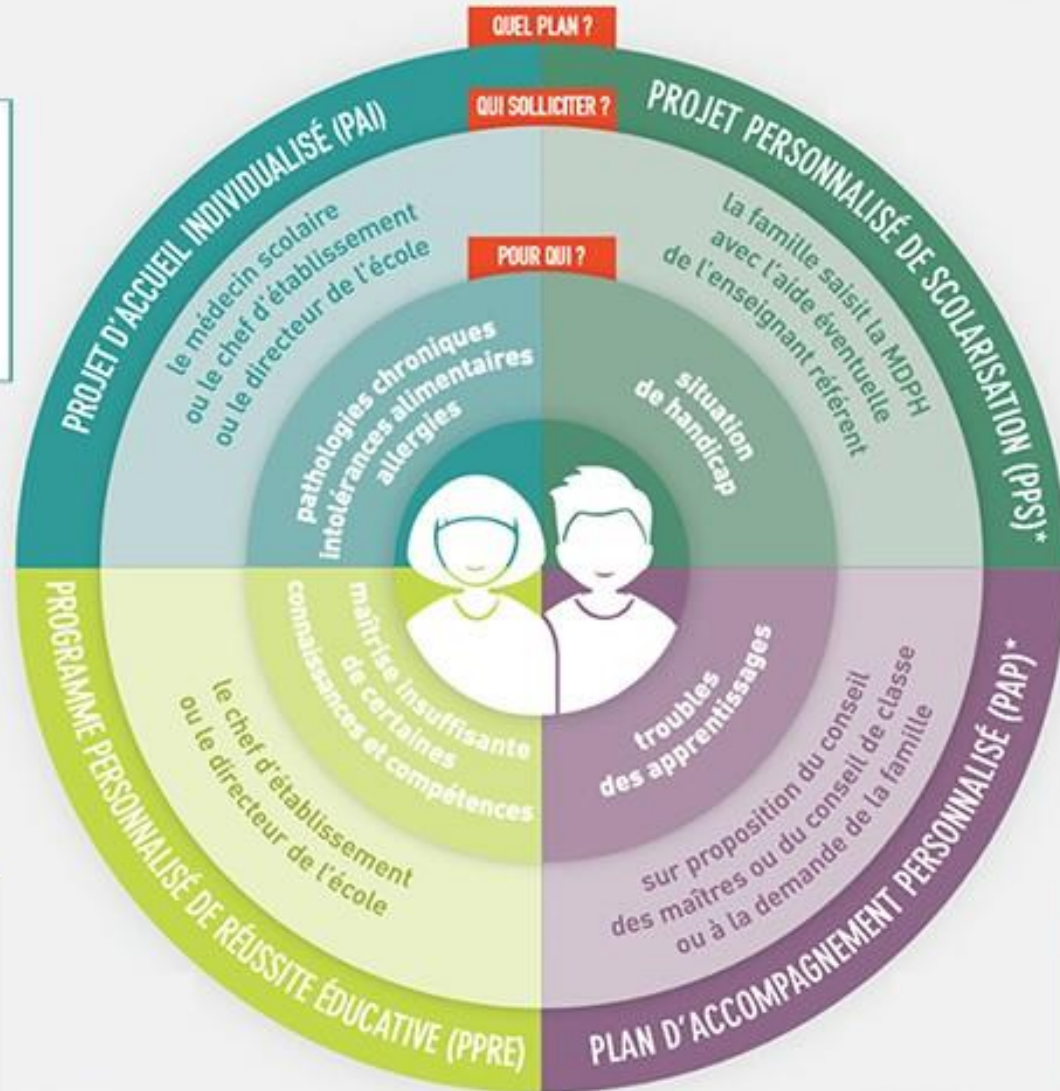 QUEL PLAN ?
QUI SOLLICITER ?
POUR QUI ?
PROJET D'ACCUEIL INDIVIDUALISÉ (PAI)
le médecin scolaire
ou le chef d'établissement
ou le directeur de l'école
pathologies chroniques
intolérances alimentaires
allergies
PROJET PERSONNALISÉ DE SCOLARISATION (PPS)*
la famille saisit la MDPH
avec l'aide éventuelle
de l'enseignant référent
situation
de handicap
PROGRAMME PERSONNALISÉ DE RÉUSSITE ÉDUCATIVE (PPRE)
le chef d'établissement
ou le directeur de l'école
maîtrise insuffisante
de certaines
connaissances et compétences
PLAN D'ACCOMPAGNEMENT PERSONNALISÉ (PAP)*
sur proposition du conseil
des maîtres ou du conseil de classe
ou à la demande de la famille
troubles
des apprentissages